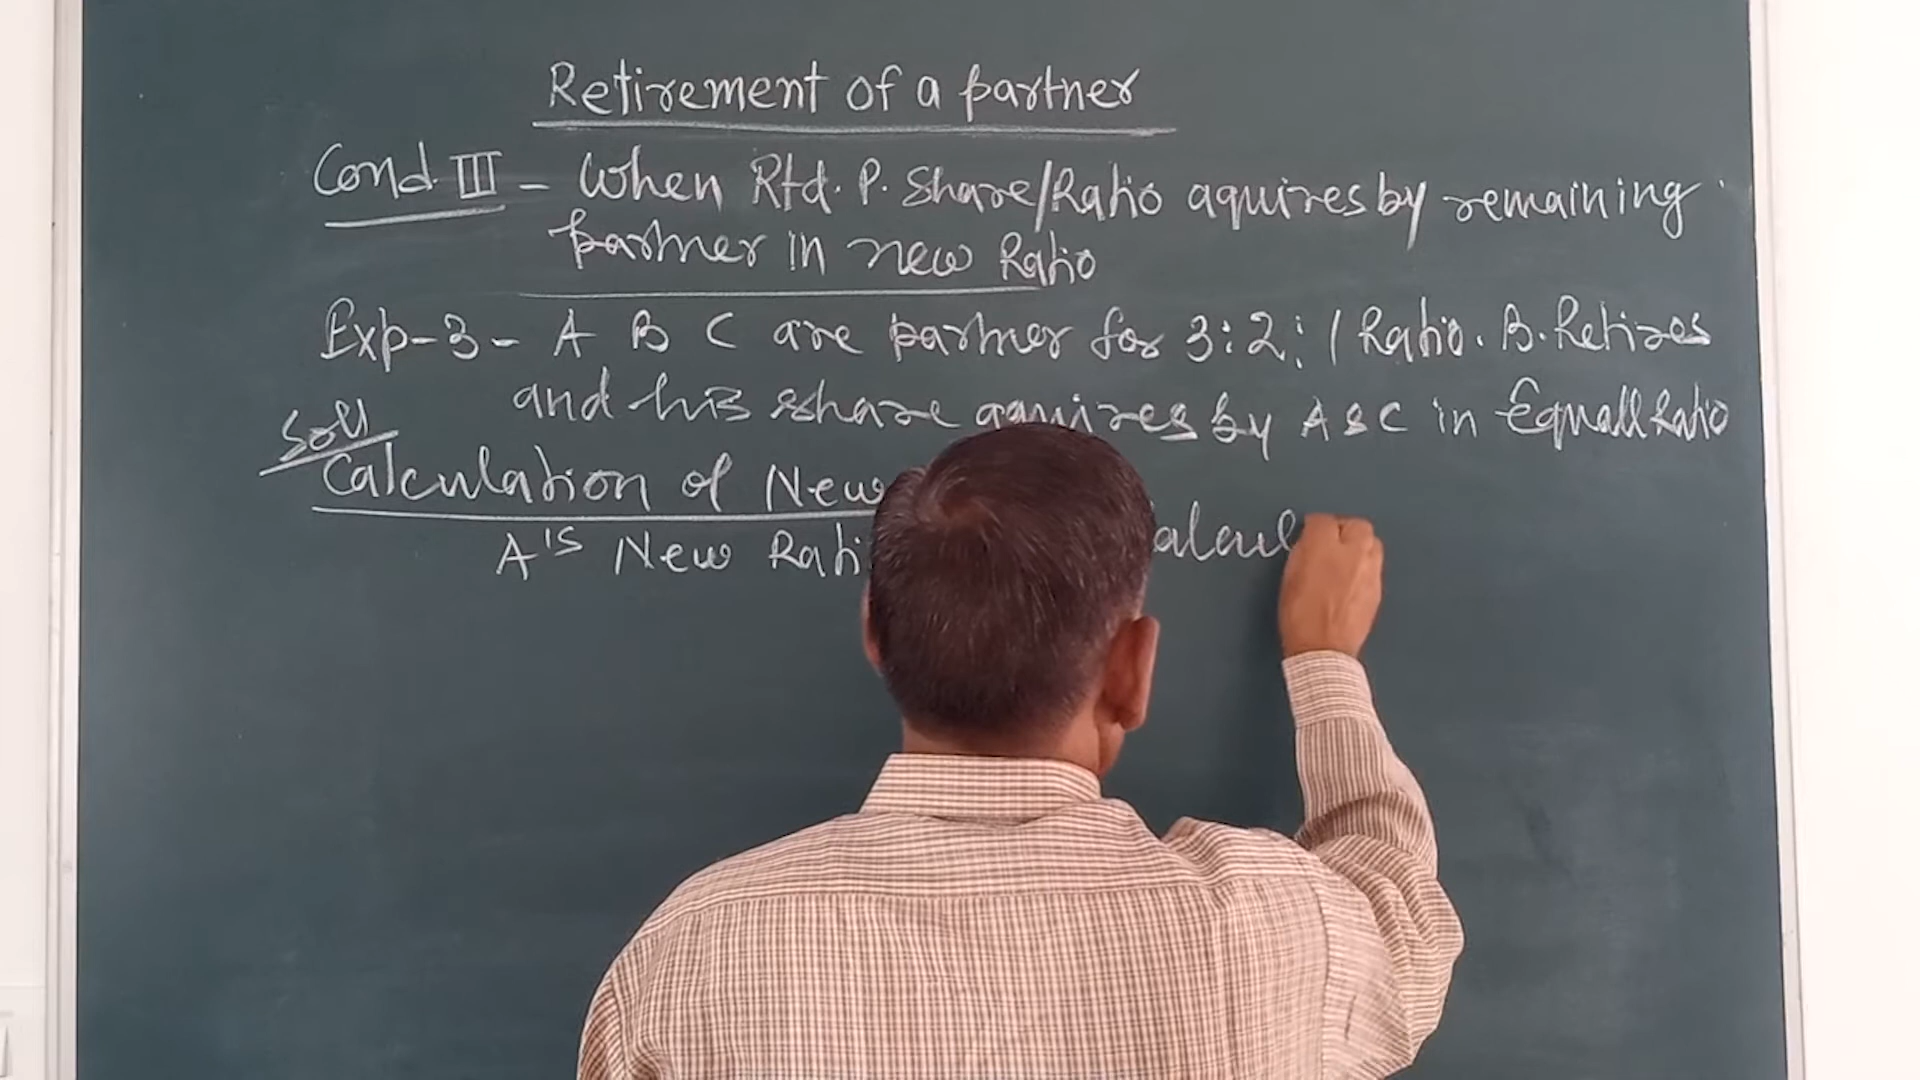 Retirement of a partner
Cond. III - When Rtd. P. Share/Ratio aquires by remaining
partner in new Ratio
Exp-3- A B C are partner for 3:2:1 Ratio. B. Retires
and his share aquires by A & C in Equall Ratio
Soln
Calculation of New
A's New Rati
alcul